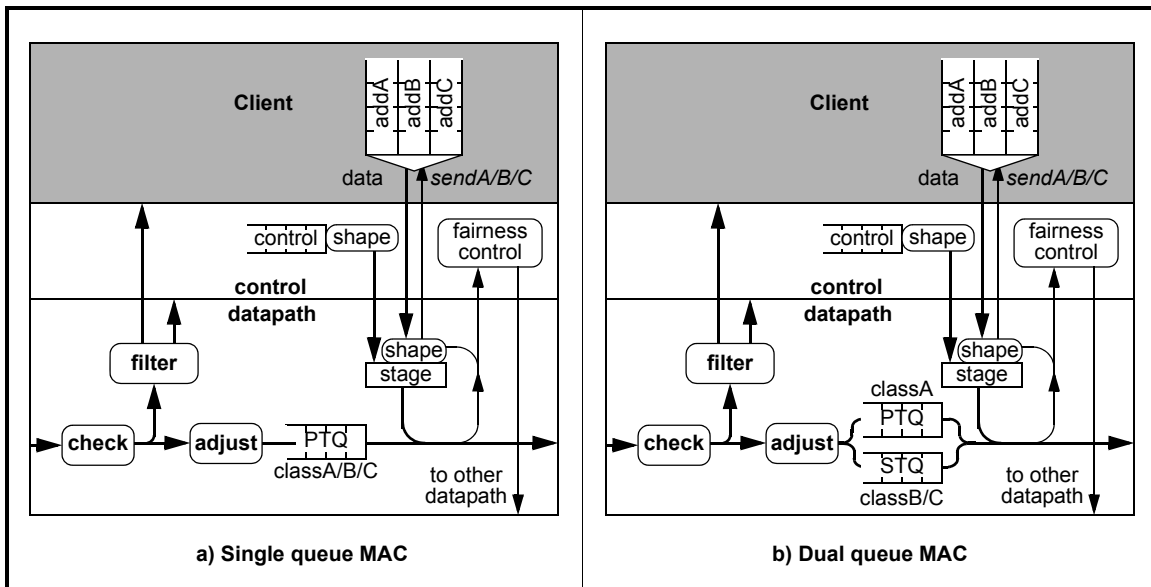 addA
addB
addC
Client
data
sendA/B/C
control
shape
fairness
control
control
datapath
shape
stage
filter
check
adjust
PTQ
classA/B/C
to other
datapath
a) Single queue MAC
addA
addB
addC
Client
data
sendA/B/C
control
shape
fairness
control
control
datapath
shape
stage
filter
classA
PTQ
check
adjust
STQ
classB/C
to other
datapath
b) Dual queue MAC